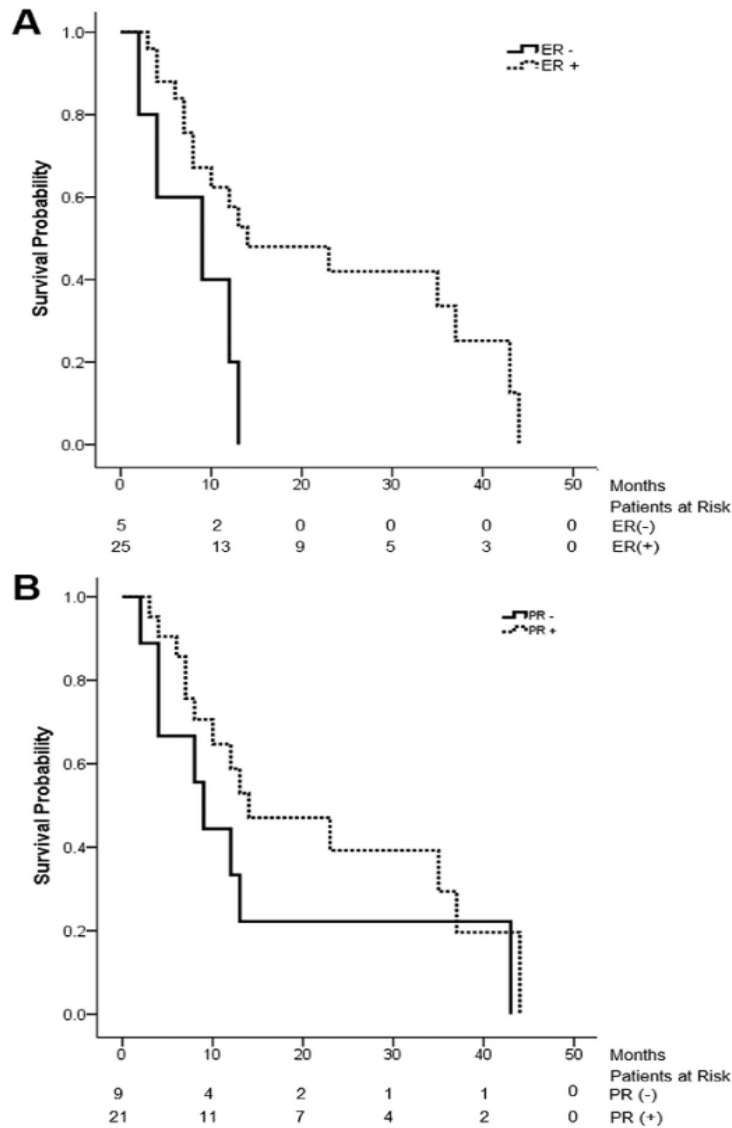 A
1.0
0.8
0.6
0.4
0.2
0.0
Survival Probability
ER -
ER +
0 10 20 30 40 50 Months
Patients at Risk
5 2 0 0 0 0 ER(-)
25 13 9 5 3 0 ER(+)
B
1.0
0.8
0.6
0.4
0.2
0.0
Survival Probability
PR -
PR +
0 10 20 30 40 50 Months
Patients at Risk
9 4 2 1 1 0 PR (-)
21 11 7 4 2 0 PR (+)